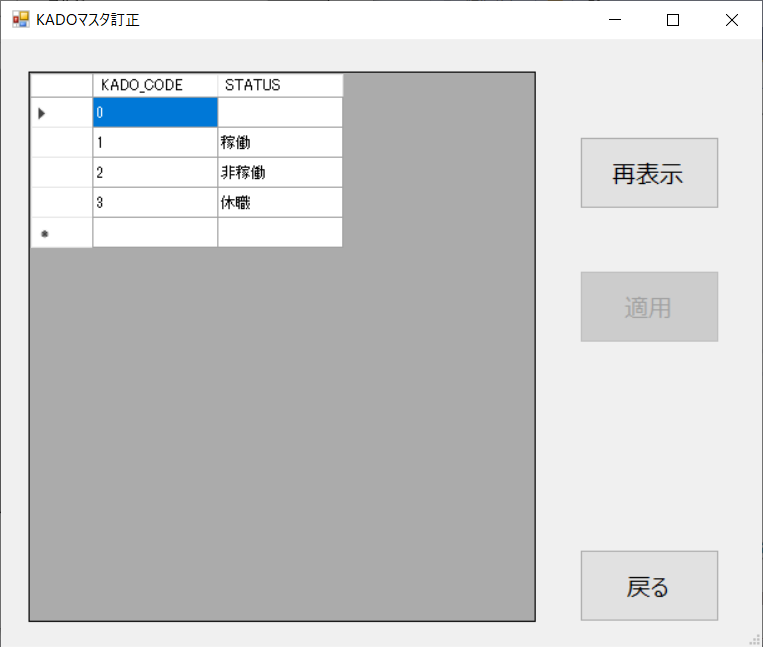 KADOマスタ訂正
KADO_CODE STATUS
0
1 稼働
2 非稼働
3 休職
再表示
適用
戻る